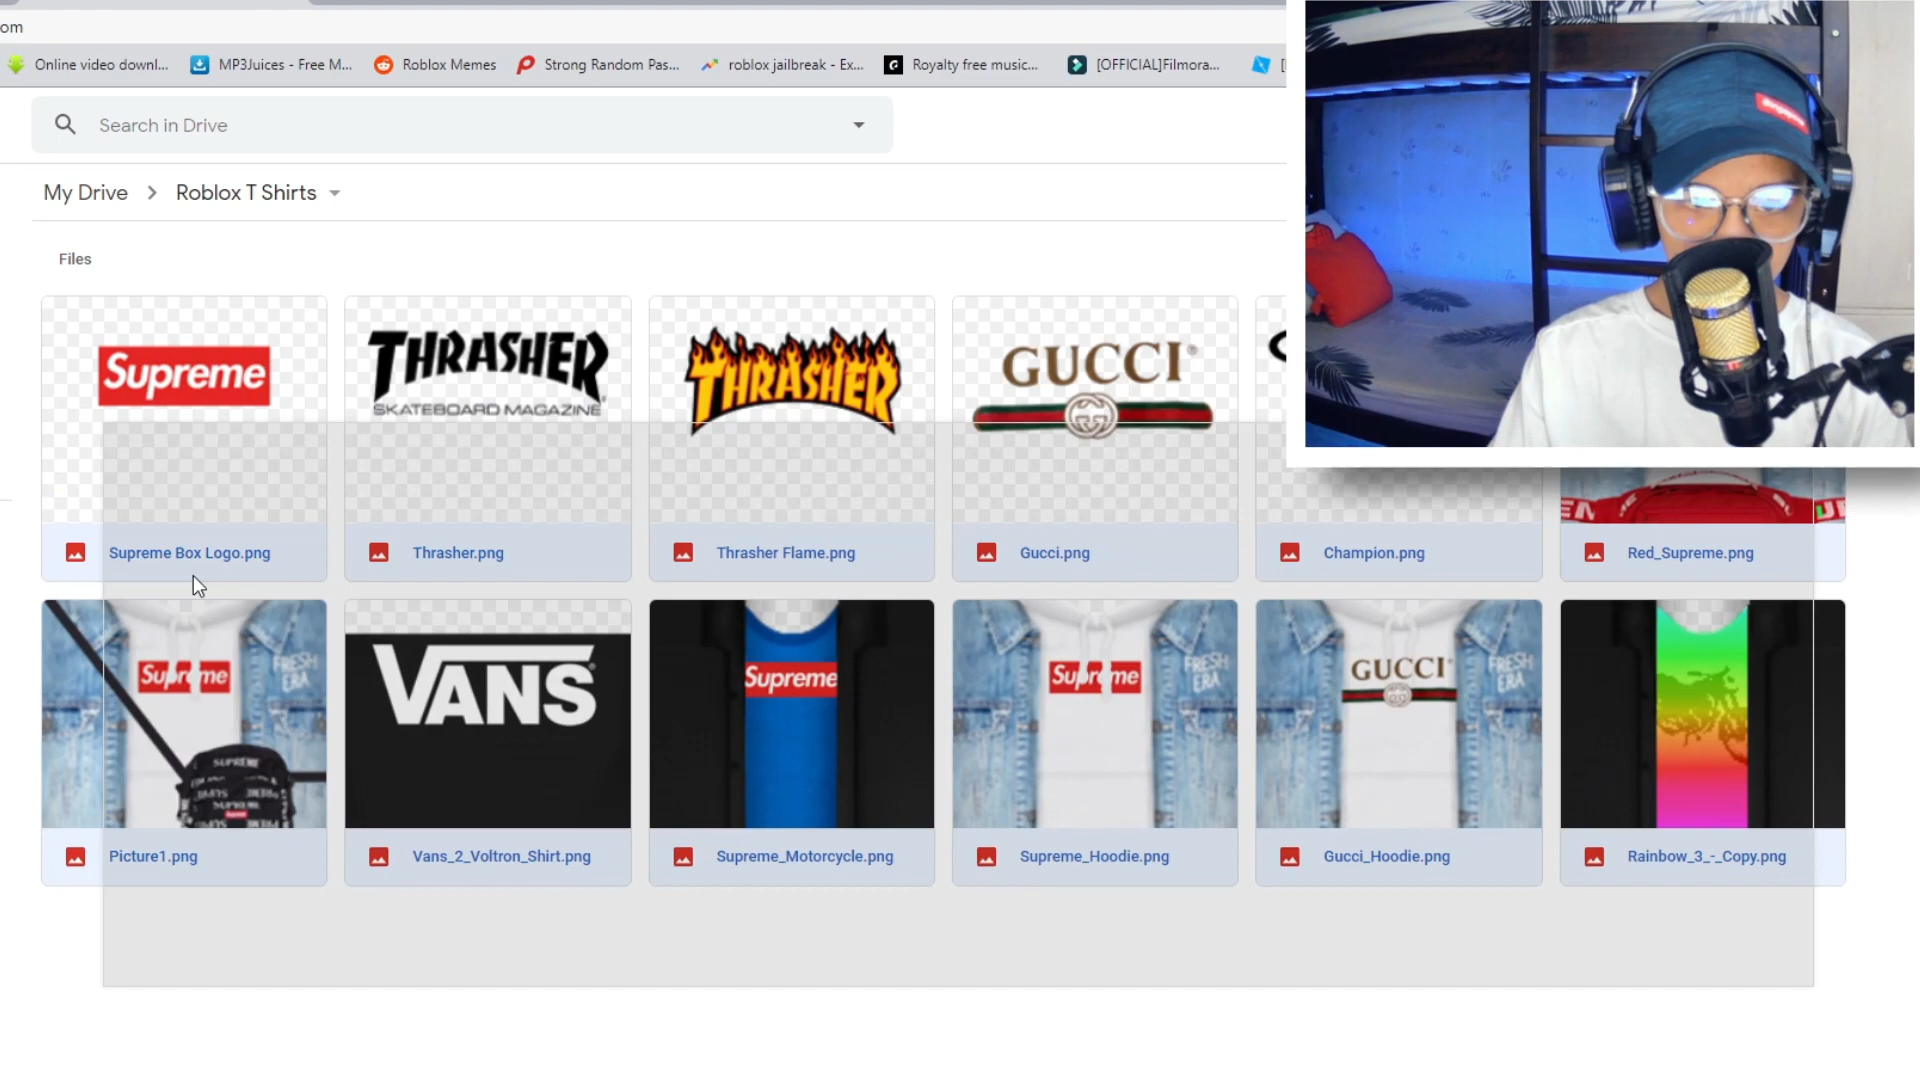 om
Online video downl...
MP3Juices - Free M...
Roblox Memes
Strong Random Pas...
roblox jailbreak - Ex...
Royalty free music...
[OFFICIAL]Filmora...
[
Search in Drive
My Drive
Roblox T Shirts
Files
Supreme
THRASHER
SKATEBOARD MAGAZINE
THRASHER
GUCCI
Supreme Box Logo.png
Thrasher.png
Thrasher Flame.png
Gucci.png
Champion.png
Red_Supreme.png
Supreme
FRESH
ERA
SUPREME
VANS
Supreme
Supreme
FRESH
ERA
GUCCI
FRESH
ERA
Picture1.png
Vans_2_Voltron_Shirt.png
Supreme_Motorcycle.png
Supreme_Hoodie.png
Gucci_Hoodie.png
Rainbow_3_-_Copy.png